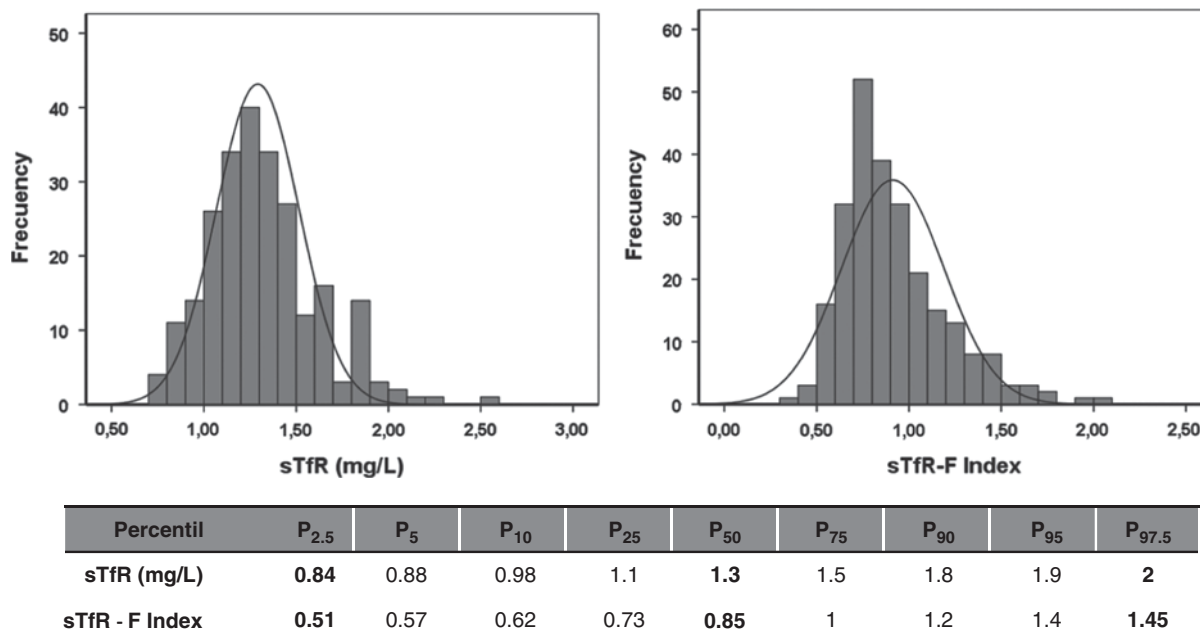 Frecuency
50
40
30
20
10
0
0,50 1,00 1,50 2,00 2,50 3,00
sTfR (mg/L)
Frecuency
60
50
40
30
20
10
0
0,00 0,50 1,00 1,50 2,00 2,50
sTfR-F Index
Percentil P2.5 P5 P10 P25 P50 P75 P90 P95 P97.5
sTfR (mg/L) 0.84 0.88 0.98 1.1 1.3 1.5 1.8 1.9 2
sTfR - F Index 0.51 0.57 0.62 0.73 0.85 1 1.2 1.4 1.45